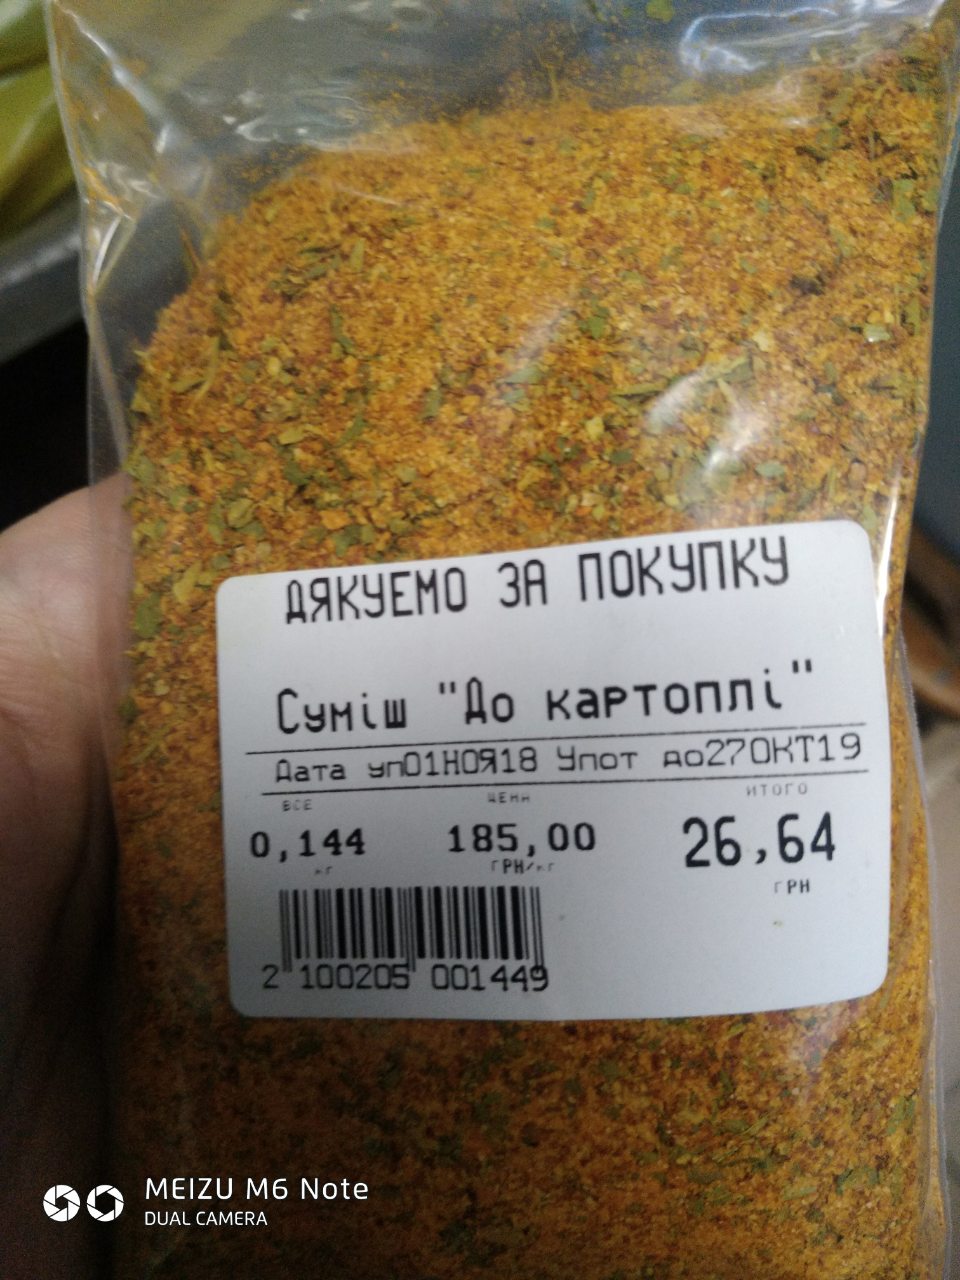 ДЯКУЕМО ЗА ПОКУПКУ
Суміш "До картоплі"
Дата уп01НОЯ18 Упот до27ОКТ19
ВСЕ ЦЕНН ИТОГО
0,144 185,00 26,64
кг ГРН/кг ГРН
2 100205 001449
MEIZU M6 Note
DUAL CAMERA